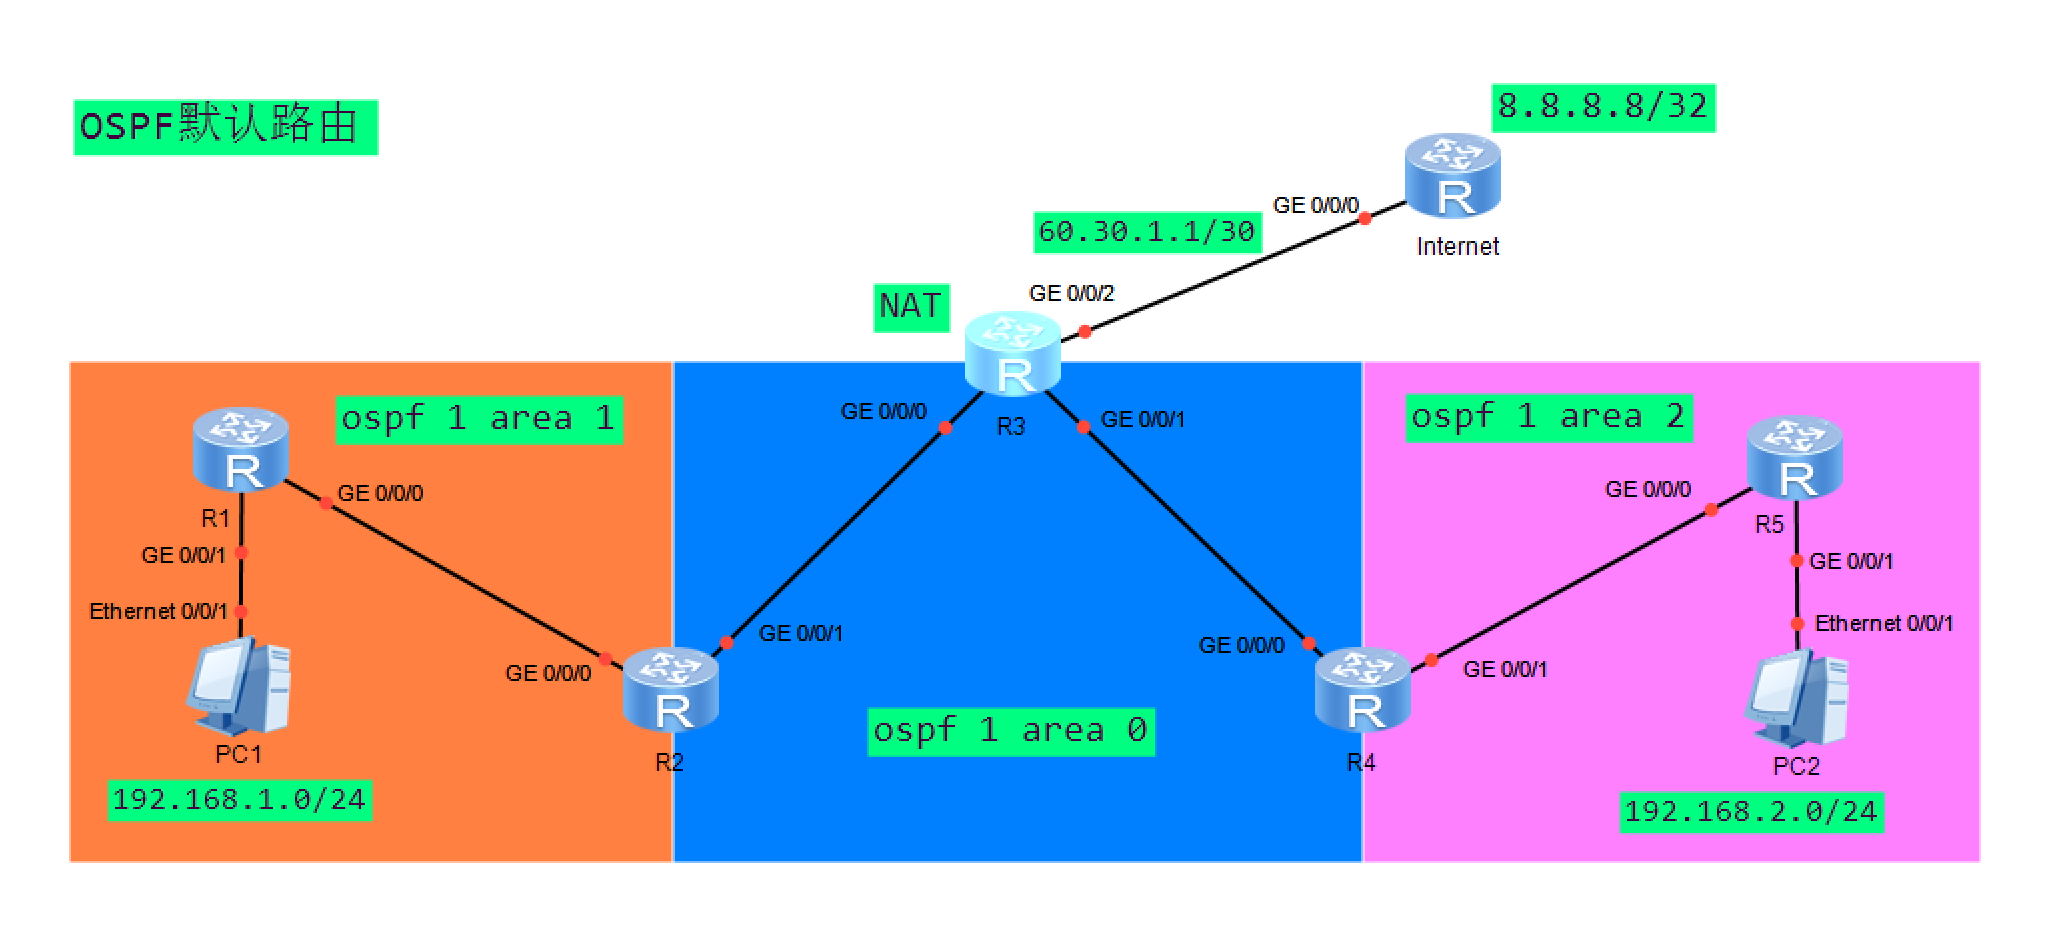 OSPF默认路由
8.8.8.8/32
R
GE 0/0/0
Internet
60.30.1.1/30
GE 0/0/2
NAT
R
R3
GE 0/0/0
GE 0/0/1
ospf 1 area 1
ospf 1 area 2
R
R1
GE 0/0/0
GE 0/0/1
Ethernet 0/0/1
PC1
192.168.1.0/24
GE 0/0/0
R
R2
GE 0/0/1
ospf 1 area 0
GE 0/0/0
R
R4
GE 0/0/1
GE 0/0/0
R
R5
GE 0/0/1
Ethernet 0/0/1
PC2
192.168.2.0/24